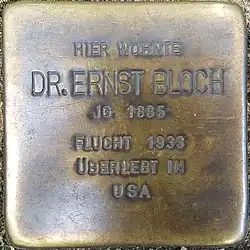 HIER WOHNTE
DR. ERNST BLOCH
JG. 1885
FLUCHT 1933
ÜBERLEBT IN
USA